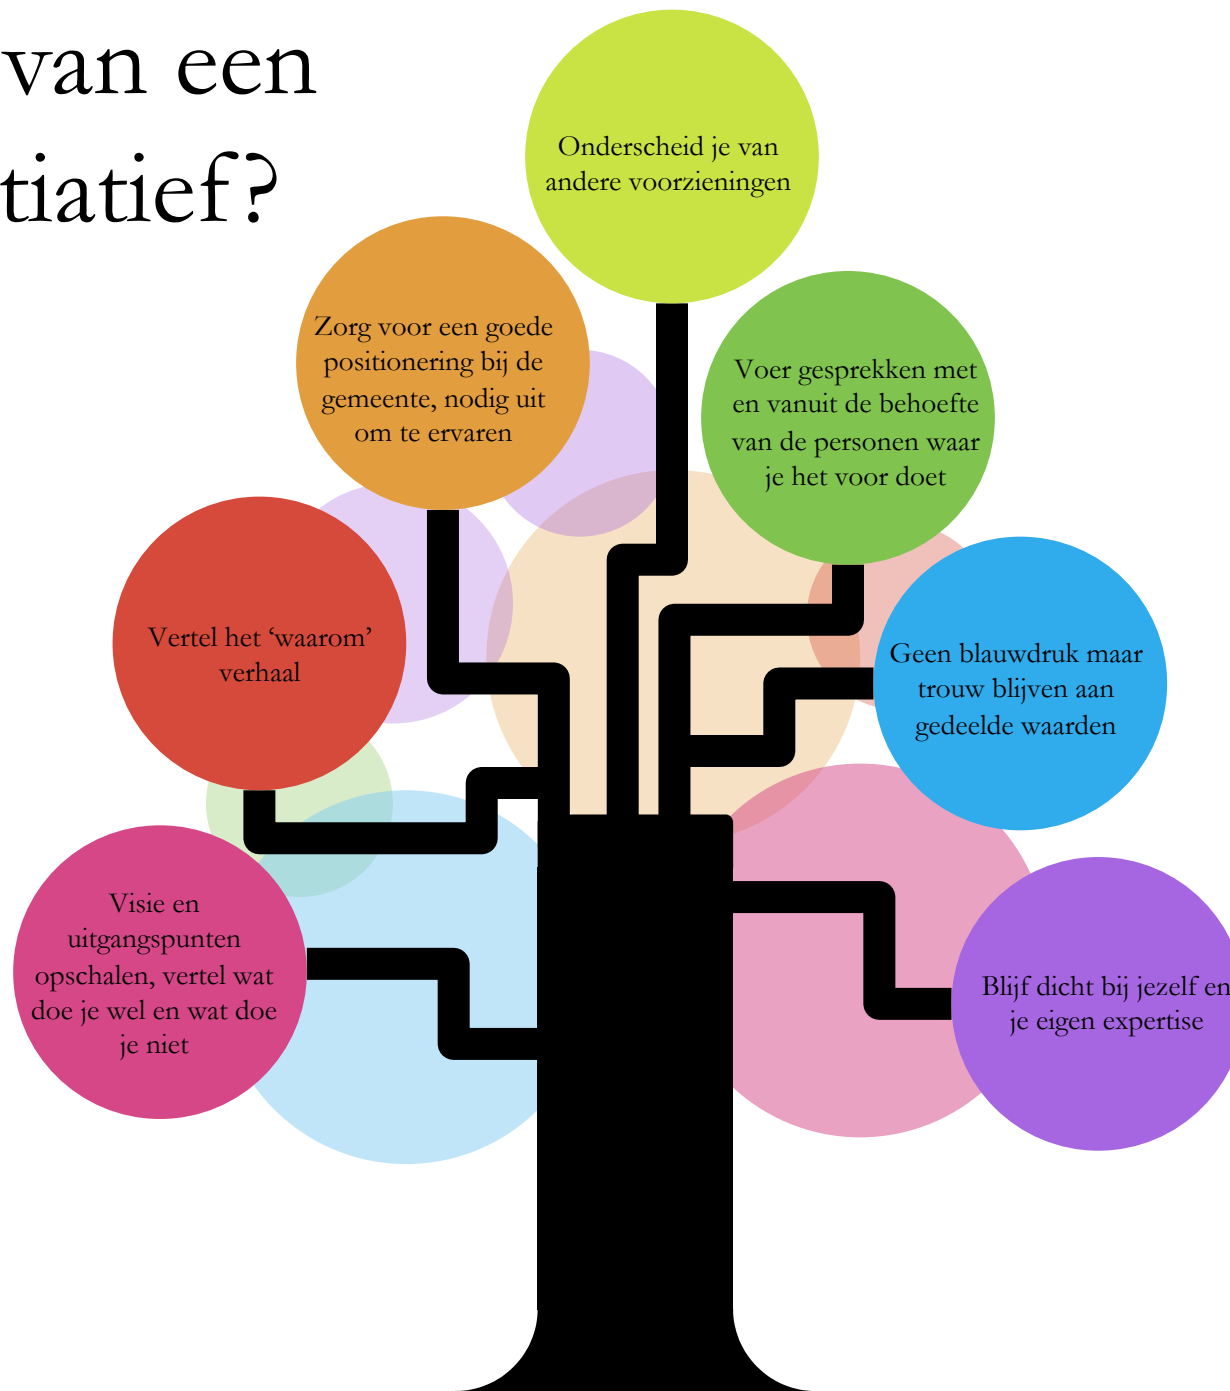 van een
tiatief?
Onderscheid je van
andere voorzieningen
Zorg voor een goede
positionering bij de
gemeente, nodig uit
om te ervaren
Voer gesprekken met
en vanuit de behoefte
van de personen waar
je het voor doet
Vertel het ‘waarom’
verhaal
Geen blauwdruk maar
trouw blijven aan
gedeelde waarden
Visie en
uitgangspunten
opschalen, vertel wat
doe je wel en wat doe
je niet
Blijf dicht bij jezelf en
je eigen expertise